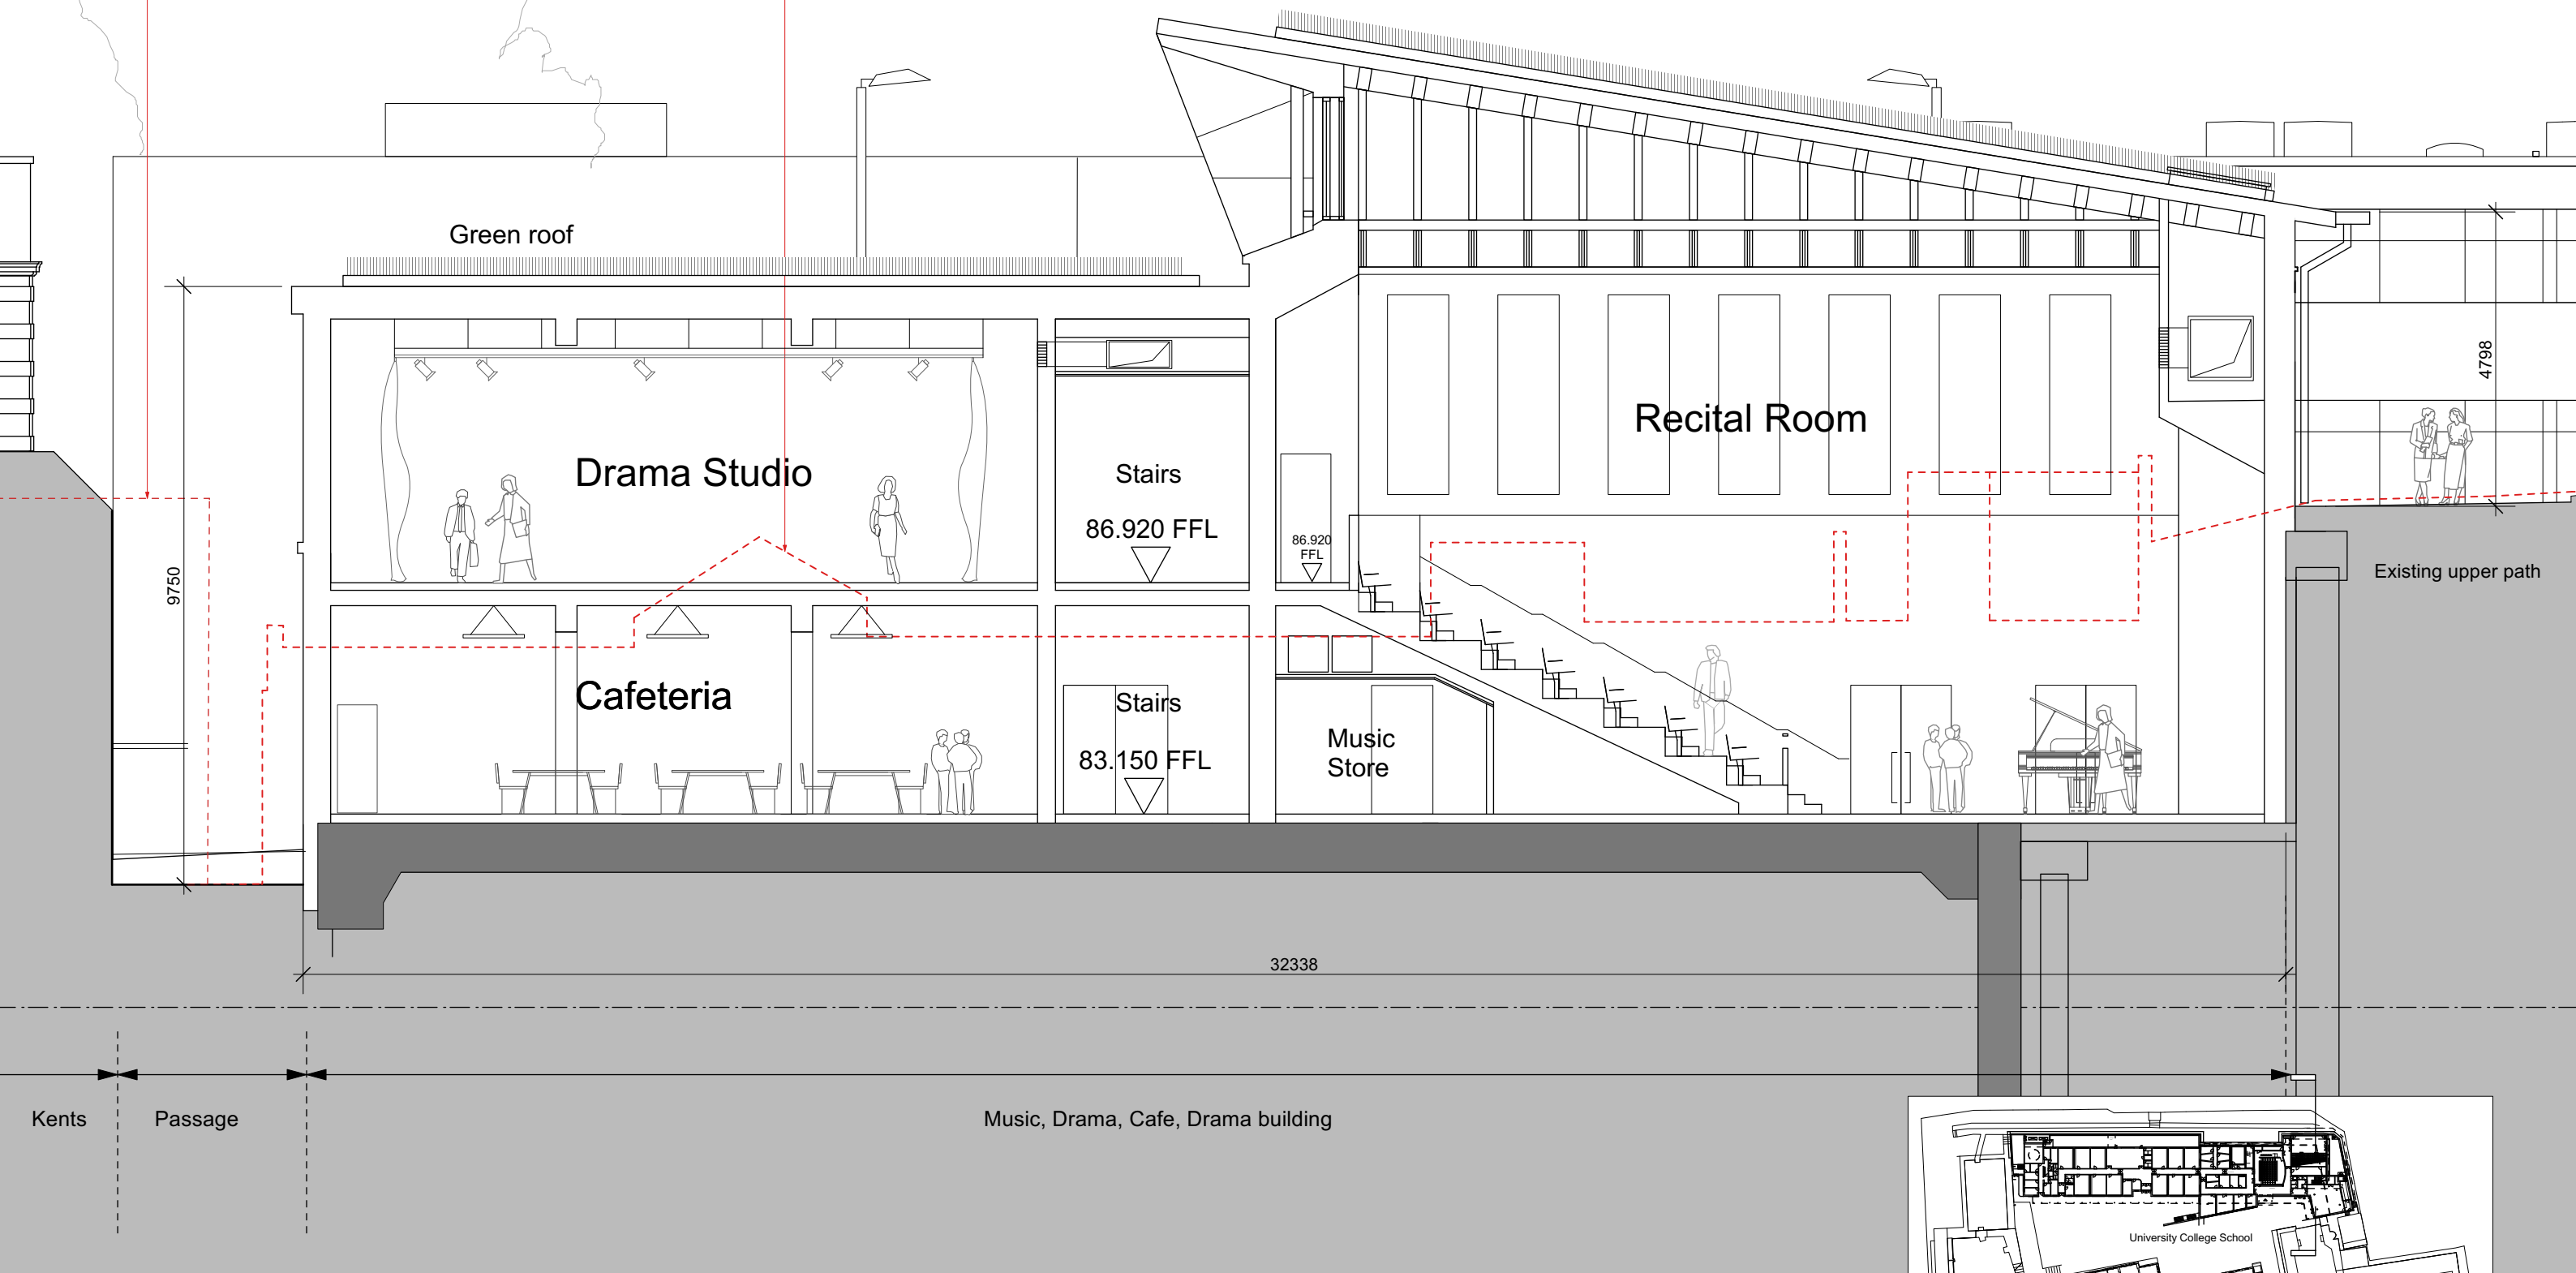 Green roof
4798
Recital Room
Drama Studio
Stairs
86.920 FFL
86.920
FFL
9750
Existing upper path
Cafeteria
Stairs
83.150 FFL
Music
Store
32338
Kents
Passage
Music, Drama, Cafe, Drama building
University College School